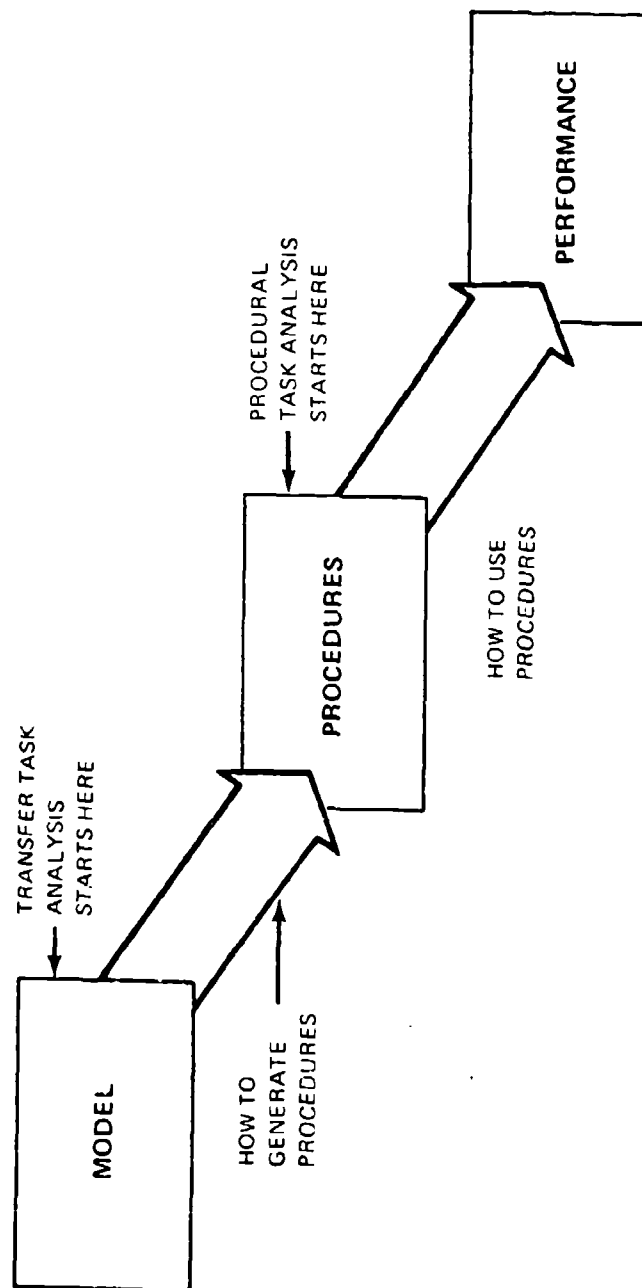 MODEL
TRANSFER TASK
ANALYSIS
STARTS HERE
HOW TO
GENERATE
PROCEDURES
PROCEDURES
PROCEDURAL
TASK ANALYSIS
STARTS HERE
HOW TO USE
PROCEDURES
PERFORMANCE